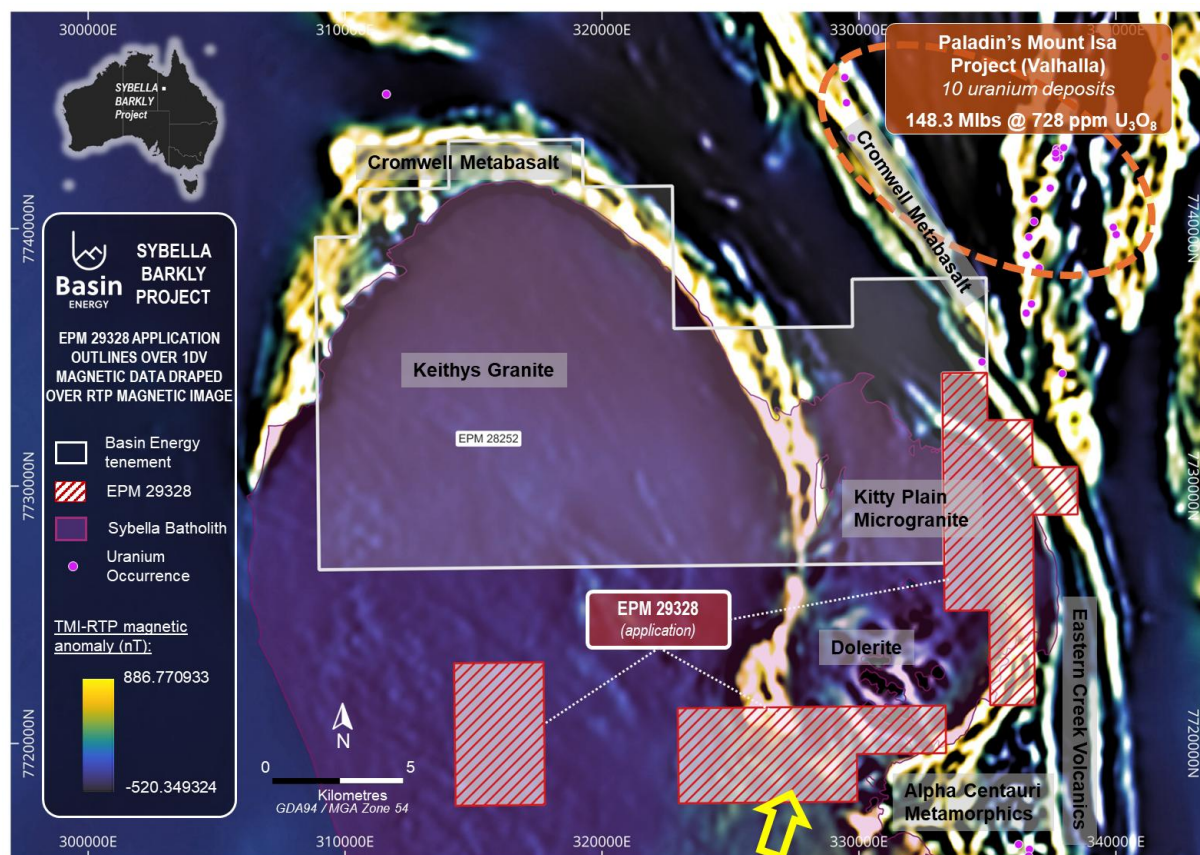 300000E
310000E
320000E
330000E
SYBELLA
BARKLY
Project
Paladin's Mount Isa
Project (Valhalla)
10 uranium deposits
148.3 Mlbs @ 728 ppm U₃O₈
Cromwell Metabasalt
Cromwell Metabasalt
7740000N
7740000N
Basin
ENERGY
SYBELLA
BARKLY
PROJECT
EPM 29328 APPLICATION
OUTLINES OVER 1DV
MAGNETIC DATA DRAPED
OVER RTP MAGNETIC IMAGE
Basin Energy
tenement
EPM 29328
Sybella Batholith
Uranium
Occurrence
TMI-RTP magnetic
anomaly (nT):
886.770933
-520.349324
Keithys Granite
EPM 28252
7730000N
7730000N
Kitty Plain
Microgranite
EPM 29328
(application)
Dolerite
Eastern Creek Volcanics
N
0
5
Kilometres
GDA94 / MGA Zone 54
7720000N
7720000N
Alpha Centauri
Metamorphics
300000E
310000E
320000E
330000E
340000E